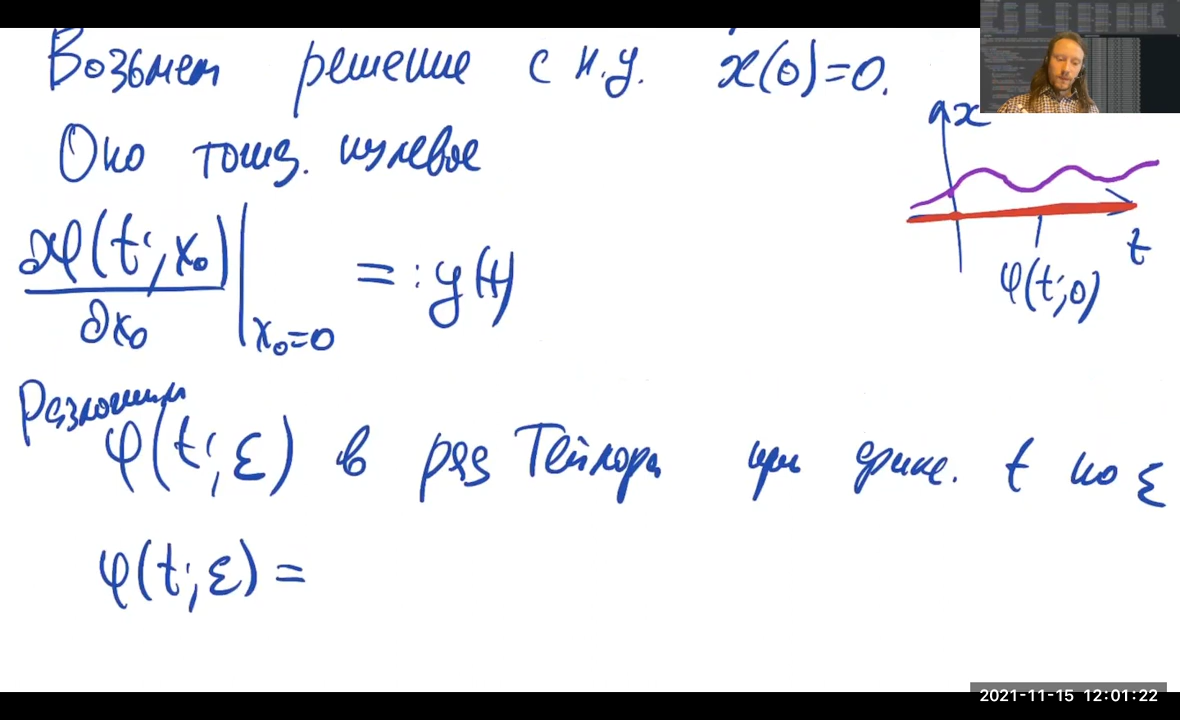 Возьмем решение с н.у. x(0)=0.
Оно тожд. нулевое
x
∂φ(t; x₀)/∂x₀ |x₀=0 =: y(t)
t
φ(t; 0)
Разложим
φ(t; ε) в ряд Тейлора при фикс. t по ε
φ(t; ε) =
2021-11-15 12:01:22